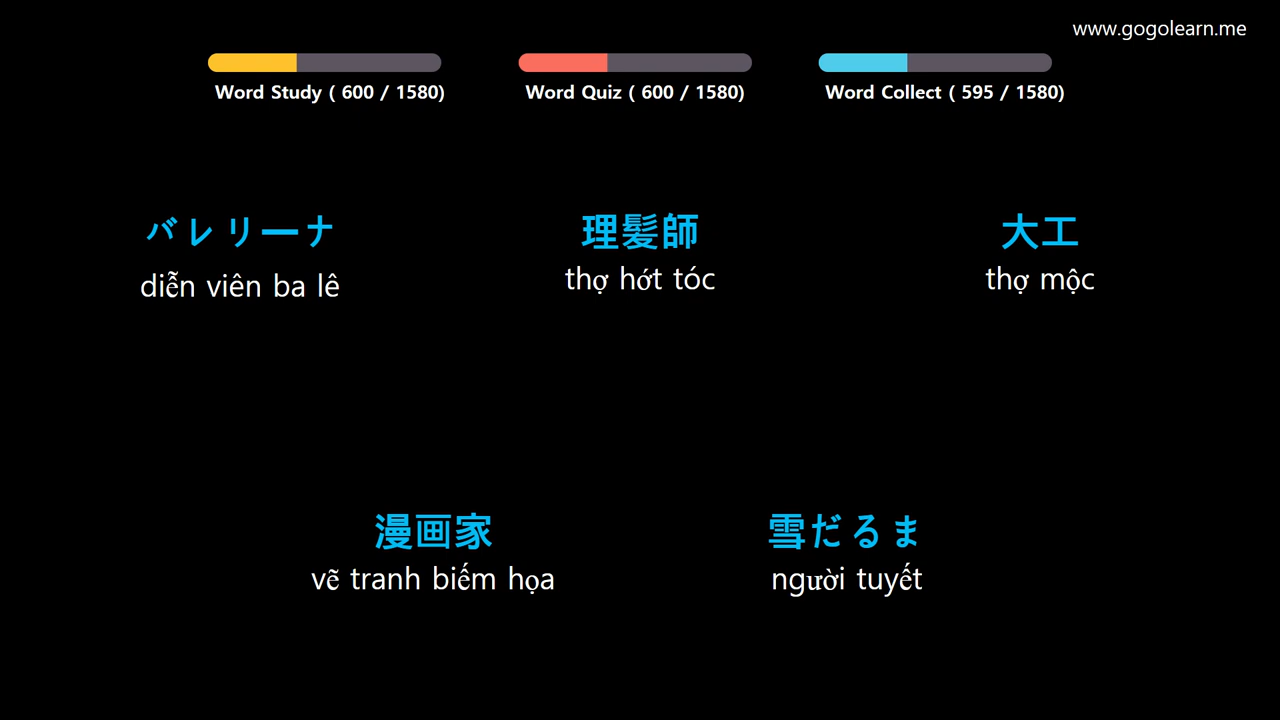 www.gogolearn.me
Word Study ( 600 / 1580)
Word Quiz ( 600 / 1580)
Word Collect ( 595 / 1580)
バレリーナ
diễn viên ba lê
理髪師
thợ hớt tóc
大工
thợ mộc
漫画家
vẽ tranh biếm họa
雪だるま
người tuyết